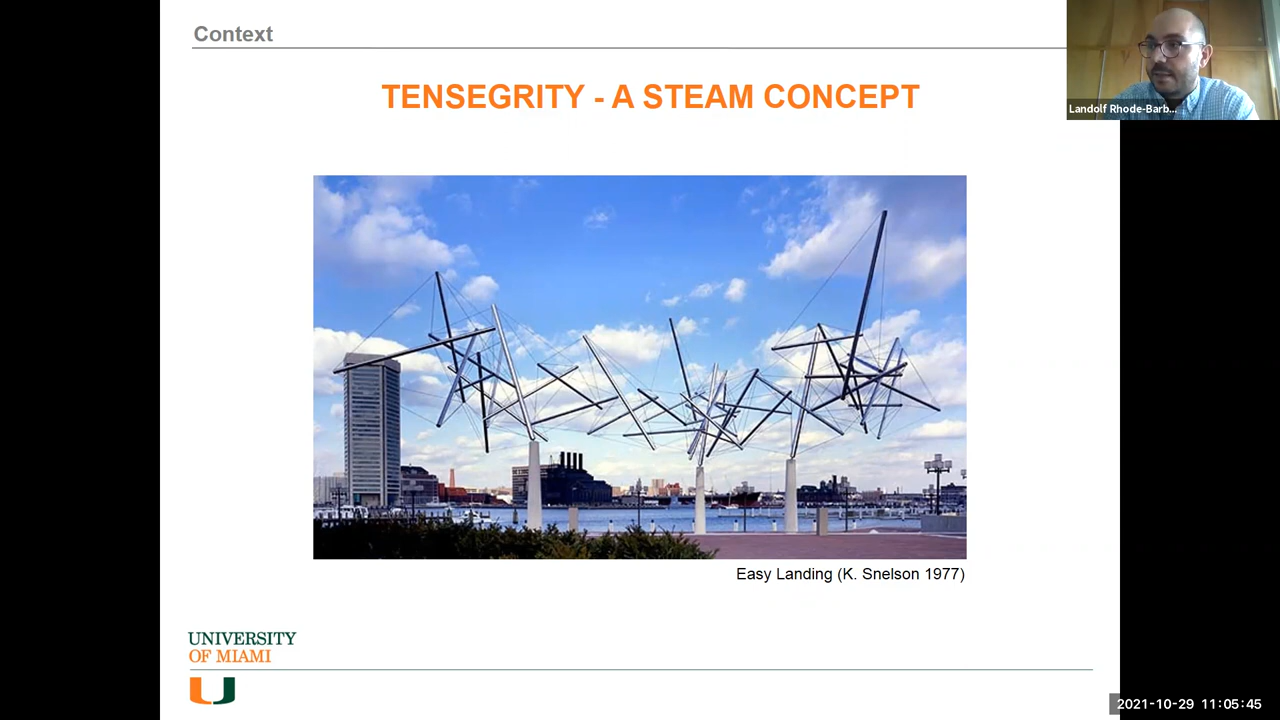 Context
TENSEGRITY - A STEAM CONCEPT
Landolf Rhode-Barb...
Easy Landing (K. Snelson 1977)
UNIVERSITY
OF MIAMI
2021-10-29 11:05:45